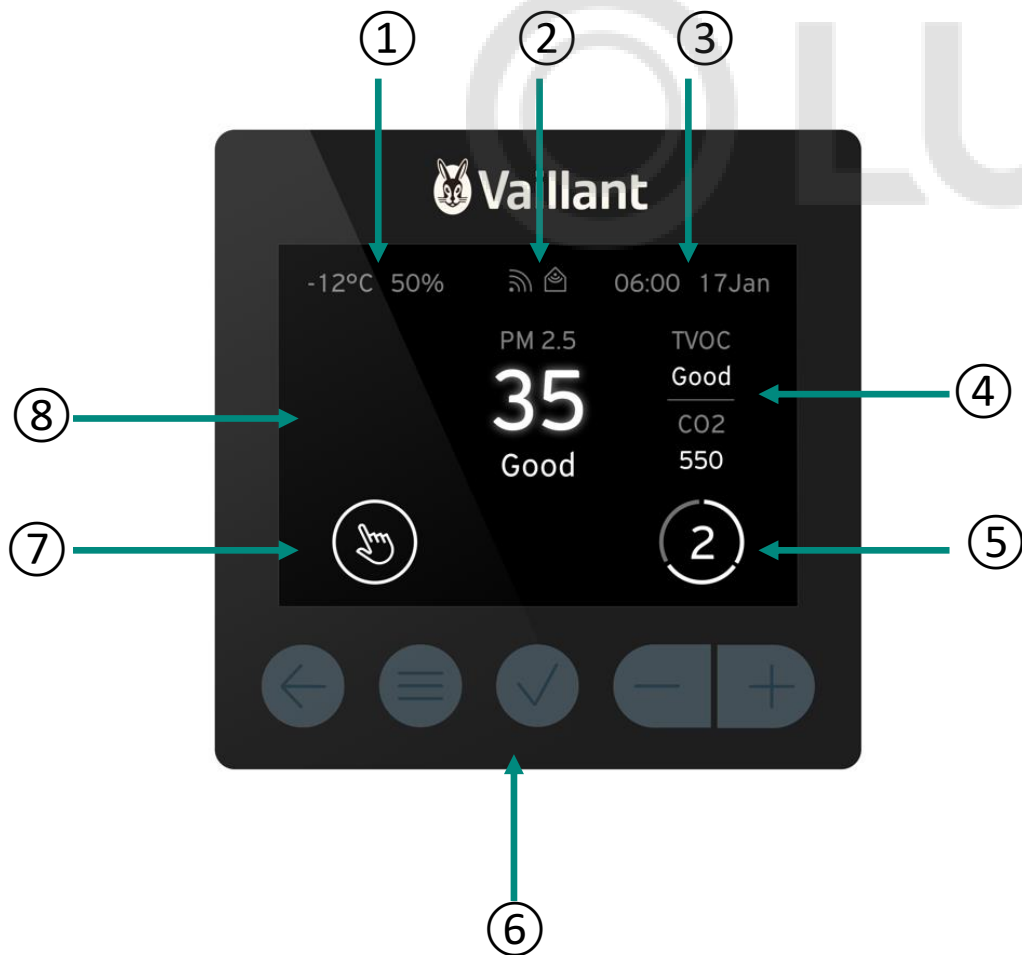 ① ② ③
LU
Vaillant
-12°C 50% 06:00 17Jan
PM 2.5 TVOC
35 Good
Good CO2
550
④
⑧
⑦
2
⑤
⑥